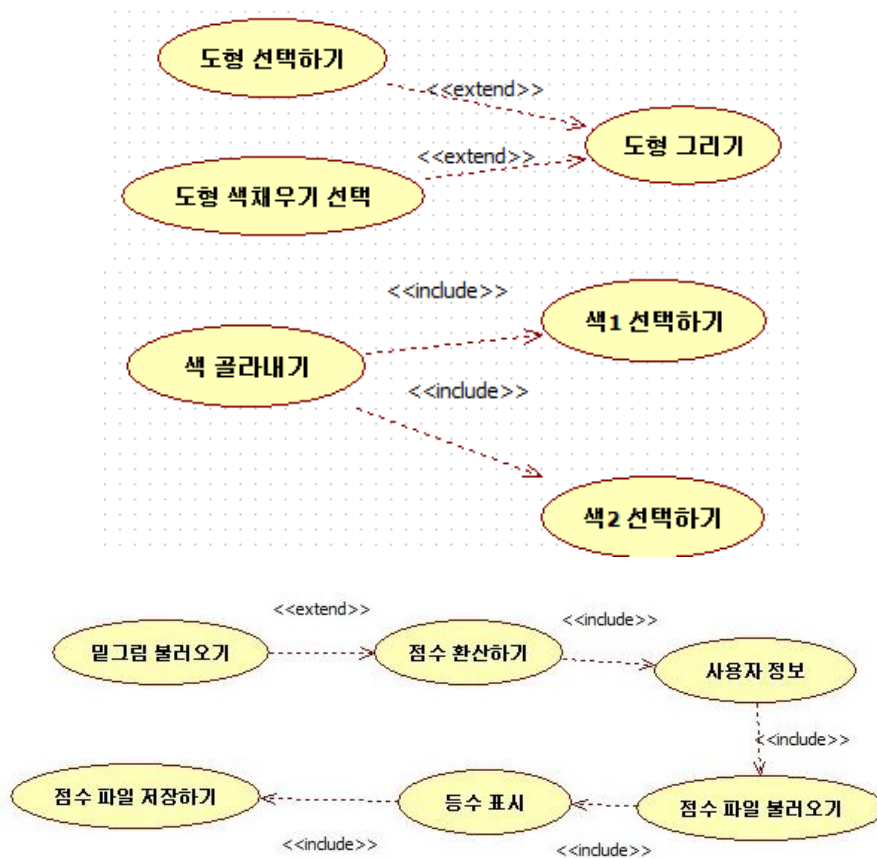 도형 선택하기
<<extend>>
도형 그리기
<<extend>>
도형 색채우기 선택
<<include>>
색1 선택하기
색 골라내기
<<include>>
색2 선택하기
<<extend>>
<<include>>
밑그림 불러오기
점수 환산하기
사용자 정보
<<include>>
점수 파일 저장하기
등수 표시
점수 파일 불러오기
<<include>>
<<include>>